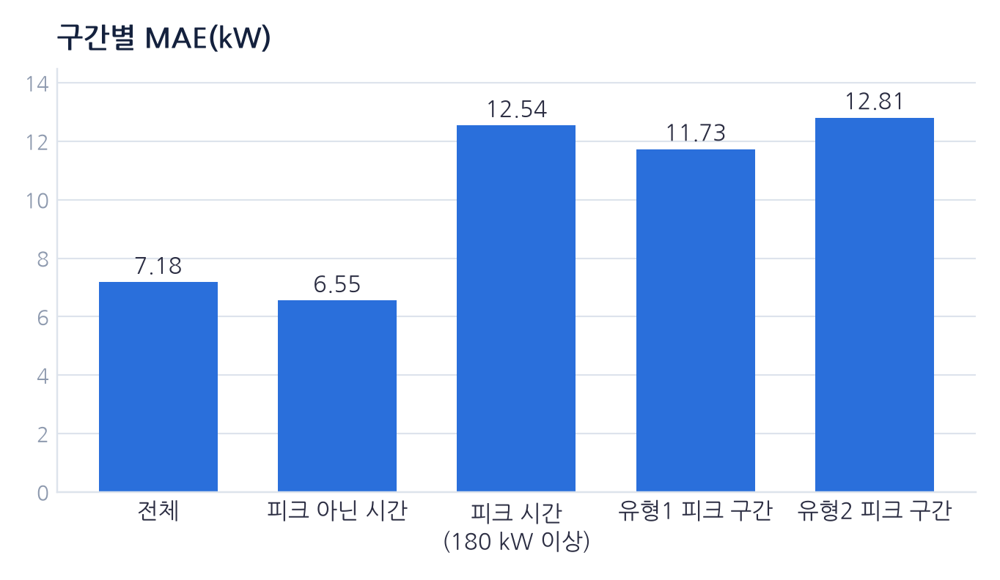 구간별 MAE(kW)
14
12
10
8
6
4
2
0
7.18
6.55
12.54
11.73
12.81
전체
피크 아닌 시간
피크 시간
(180 kW 이상)
유형1 피크 구간
유형2 피크 구간